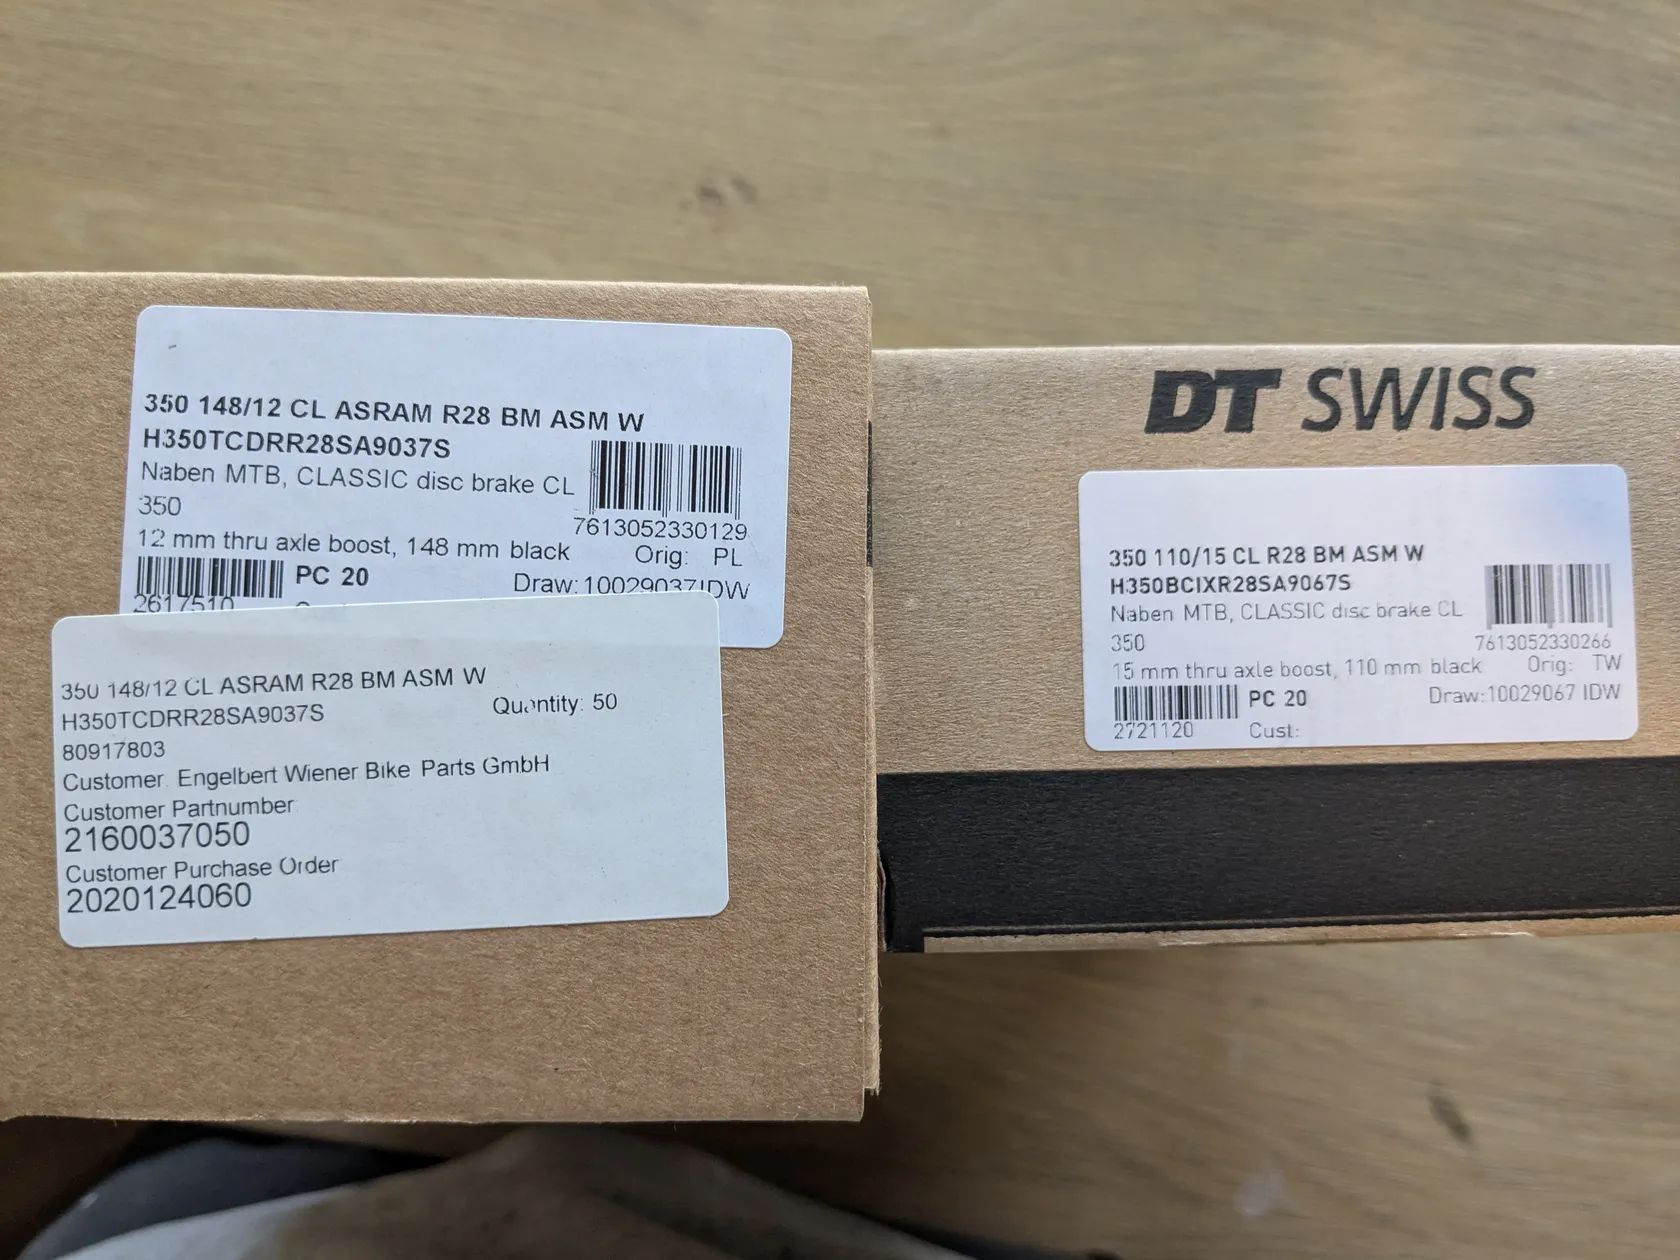 350 148/12 CL ASRAM R28 BM ASM W
H350TCDRR28SA9037S
Naben MTB, CLASSIC disc brake CL
350
7613052330129
12 mm thru axle boost, 148 mm black
Orig: PL
PC 20
Draw:10029037IDW
2617510
350 148/12 CL ASRAM R28 BM ASM W
H350TCDRR28SA9037S
Quantity: 50
80917803
Customer Engelbert Wiener Bike Parts GmbH
Customer Partnumber
2160037050
Customer Purchase Order
2020124060
DT SWISS
350 110/15 CL R28 BM ASM W
H350BCIXR28SA9067S
Naben MTB, CLASSIC disc brake CL
350
7613052330266
15 mm thru axle boost, 110 mm black
Orig: TW
PC 20
Draw:10029067 IDW
2721120
Cust: